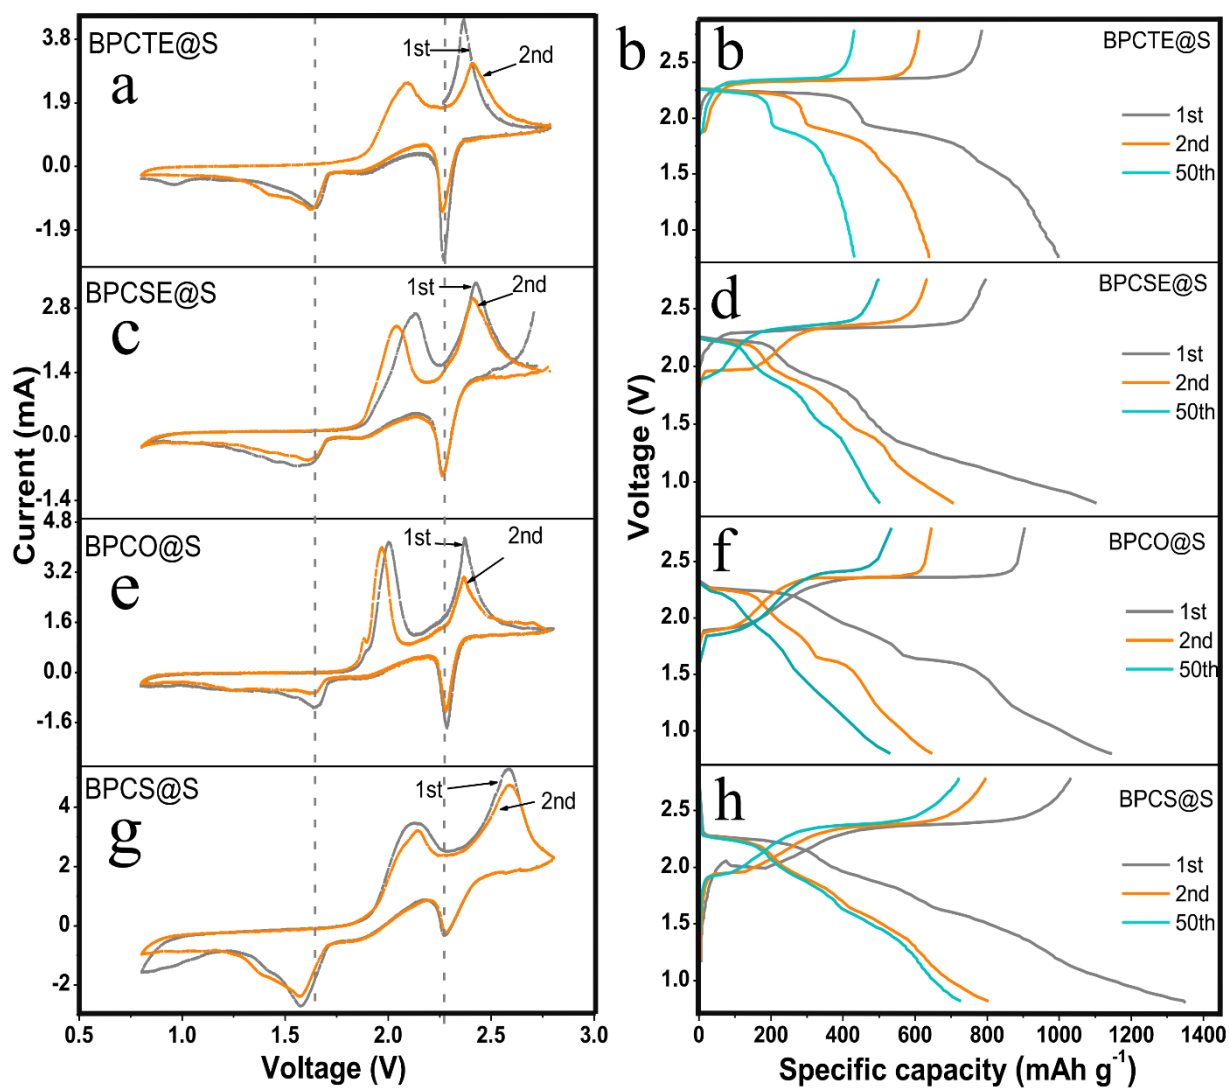 BPCTE@S
a
1st
2nd
3.8
1.9
0.0
-1.9
BPCSE@S
c
1st
2nd
2.8
1.4
0.0
-1.4
BPCO@S
e
1st
2nd
4.8
3.2
1.6
0.0
-1.6
BPCS@S
g
1st
2nd
4
2
0
-2
Current (mA)
0.5 1.0 1.5 2.0 2.5 3.0
Voltage (V)
b
b
BPCTE@S
1st
2nd
50th
2.5
2.0
1.5
1.0
d
BPCSE@S
1st
2nd
50th
2.5
2.0
1.5
1.0
f
BPCO@S
1st
2nd
50th
2.5
2.0
1.5
1.0
h
BPCS@S
1st
2nd
50th
2.5
2.0
1.5
1.0
Voltage (V)
0 200 400 600 800 1000 1200 1400
Specific capacity (mAh g⁻¹)